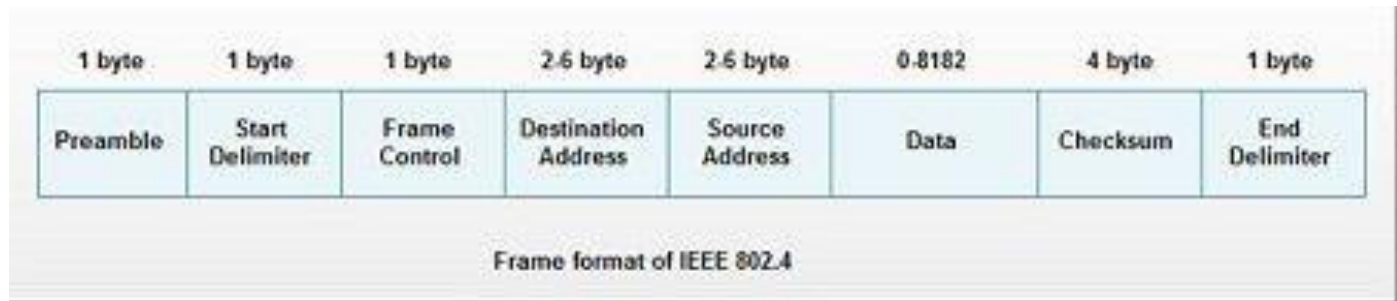 1 byte 1 byte 1 byte 2-6 byte 2-6 byte 0-8182 4 byte 1 byte
Preamble Start Delimiter Frame Control Destination Address Source Address Data Checksum End Delimiter
Frame format of IEEE 802.4